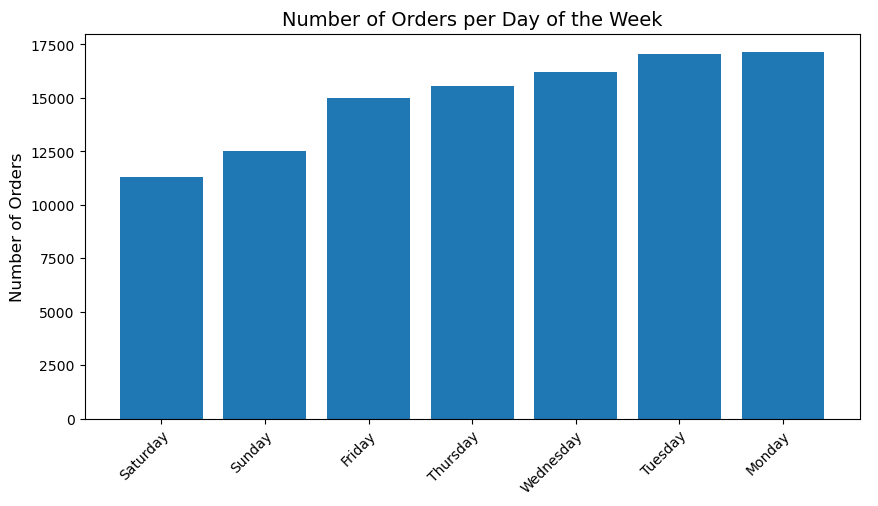 Number of Orders per Day of the Week
Number of Orders
17500
15000
12500
10000
7500
5000
2500
0
Saturday
Sunday
Friday
Thursday
Wednesday
Tuesday
Monday